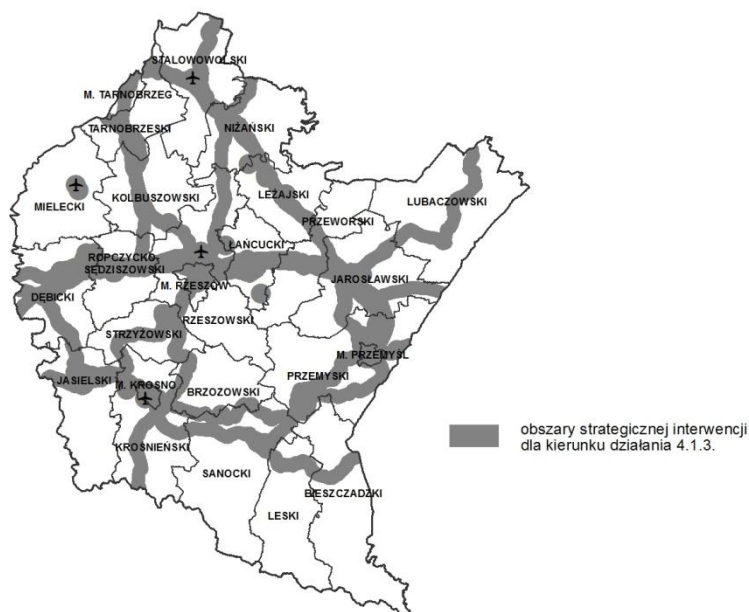 STALOWOWOLSKI
M. TARNOBRZEG
TARNOBRZESKI
NIŻAŃSKI
MIELECKI
KOLBUSZOWSKI
LEŻAJSKI
LUBACZOWSKI
PRZEWORSKI
ROPCZYCKO-
SĘDZISZOWSKI
ŁAŃCUCKI
JAROSŁAWSKI
DĘBICKI
M. RZESZÓW
RZESZOWSKI
STRZYŻOWSKI
M. PRZEMYŚL
JASIELSKI
M. KROSNO
BRZOZOWSKI
PRZEMYSKI
obszary strategicznej interwencji
dla kierunku działania 4.1.3.
KROŚNIEŃSKI
SANOCKI
BIESZCZADZKI
LESKI